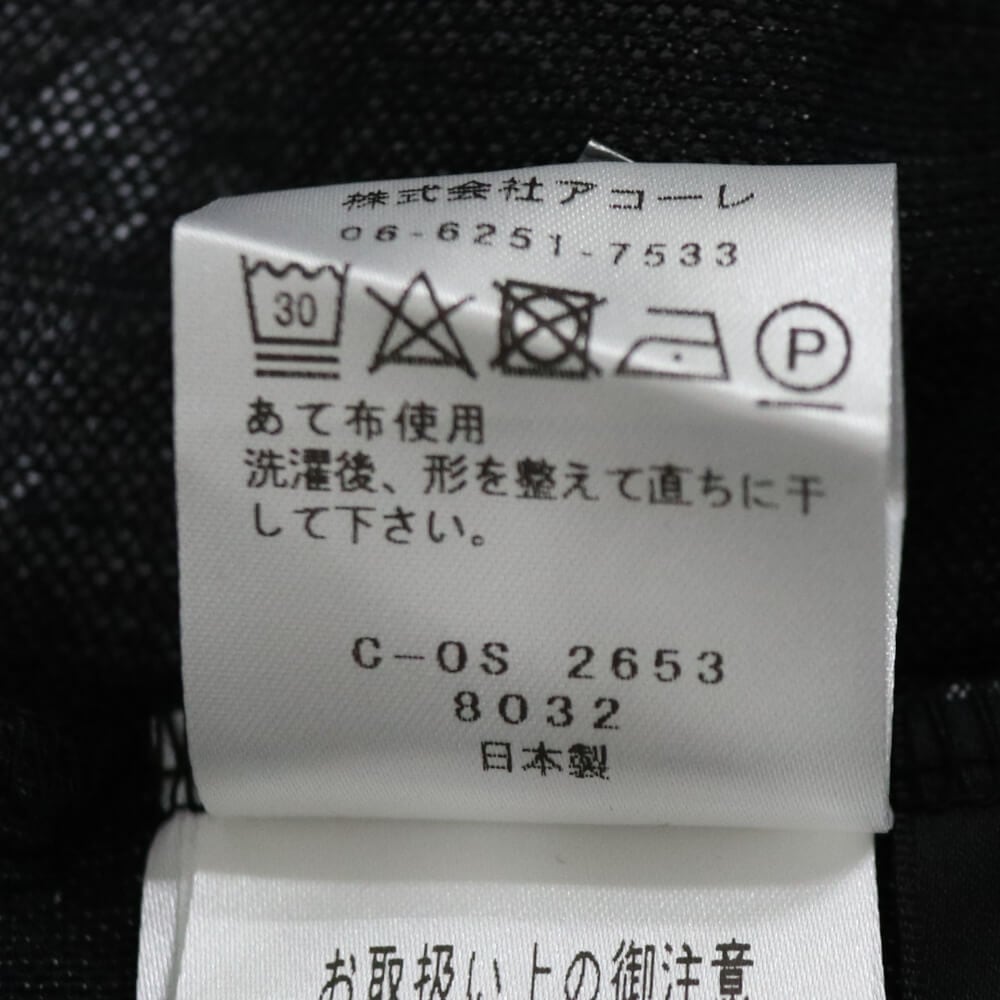 株式会社アコーレ
06-6251-7533
30
P
あて布使用
洗濯後、形を整えて直ちに干
して下さい。
C-OS 2653
8032
日本製
お取扱い上の御注意